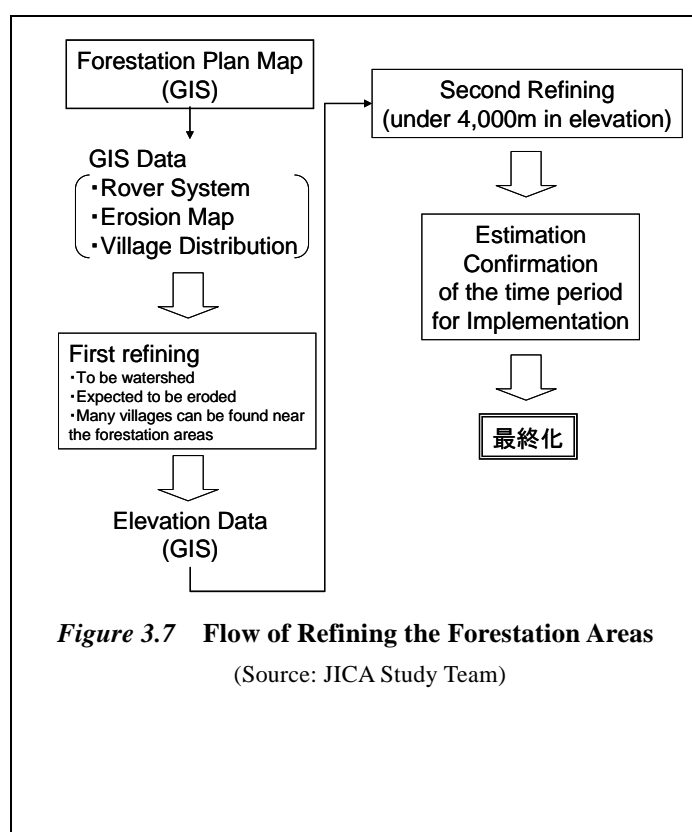 Forestation Plan Map
(GIS)
GIS Data
・Rover System
・Erosion Map
・Village Distribution
First refining
・To be watershed
・Expected to be eroded
・Many villages can be found near
the forestation areas
Elevation Data
(GIS)
Second Refining
(under 4,000m in elevation)
Estimation
Confirmation
of the time period
for Implementation
最終化
Figure 3.7 Flow of Refining the Forestation Areas
(Source: JICA Study Team)